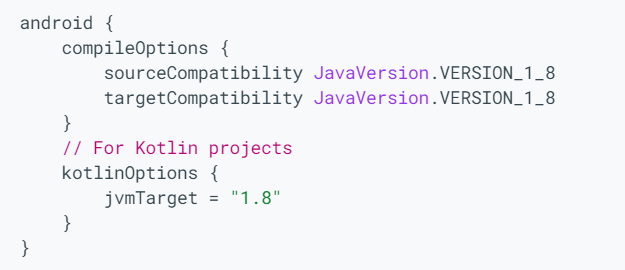 android {
    compileOptions {
        sourceCompatibility JavaVersion.VERSION_1_8
        targetCompatibility JavaVersion.VERSION_1_8
    }
    // For Kotlin projects
    kotlinOptions {
        jvmTarget = "1.8"
    }
}